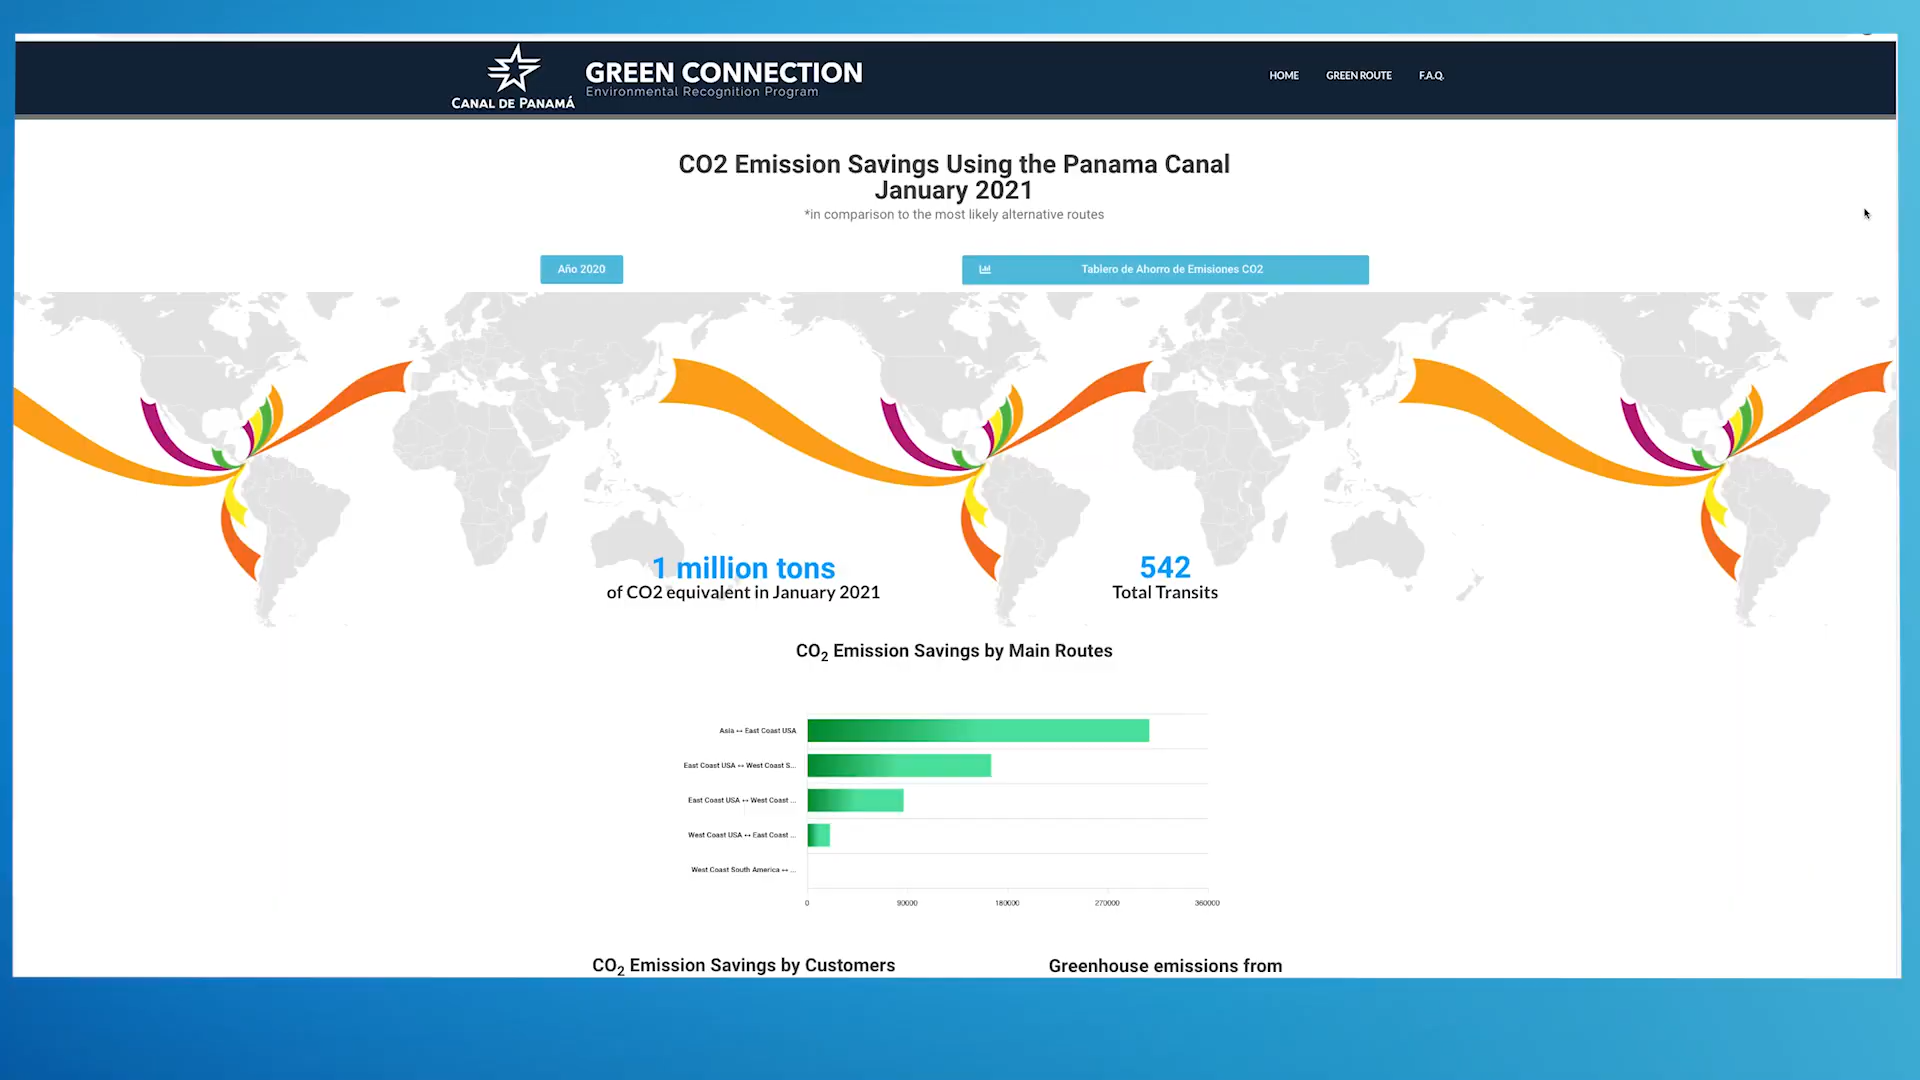 CANAL DE PANAMÁ
GREEN CONNECTION
Environmental Recognition Program
HOME
GREEN ROUTE
F.A.Q.
CO2 Emission Savings Using the Panama Canal
January 2021
*in comparison to the most likely alternative routes
Año 2020
Tablero de Ahorro de Emisiones CO2
1 million tons
of CO2 equivalent in January 2021
542
Total Transits
CO2 Emission Savings by Main Routes
Asia ↔ East Coast USA
East Coast USA ↔ West Coast S...
East Coast USA ↔ West Coast ...
West Coast USA ↔ East Coast ...
West Coast South America ↔ ...
0 90000 180000 270000 360000
CO2 Emission Savings by Customers
Greenhouse emissions from